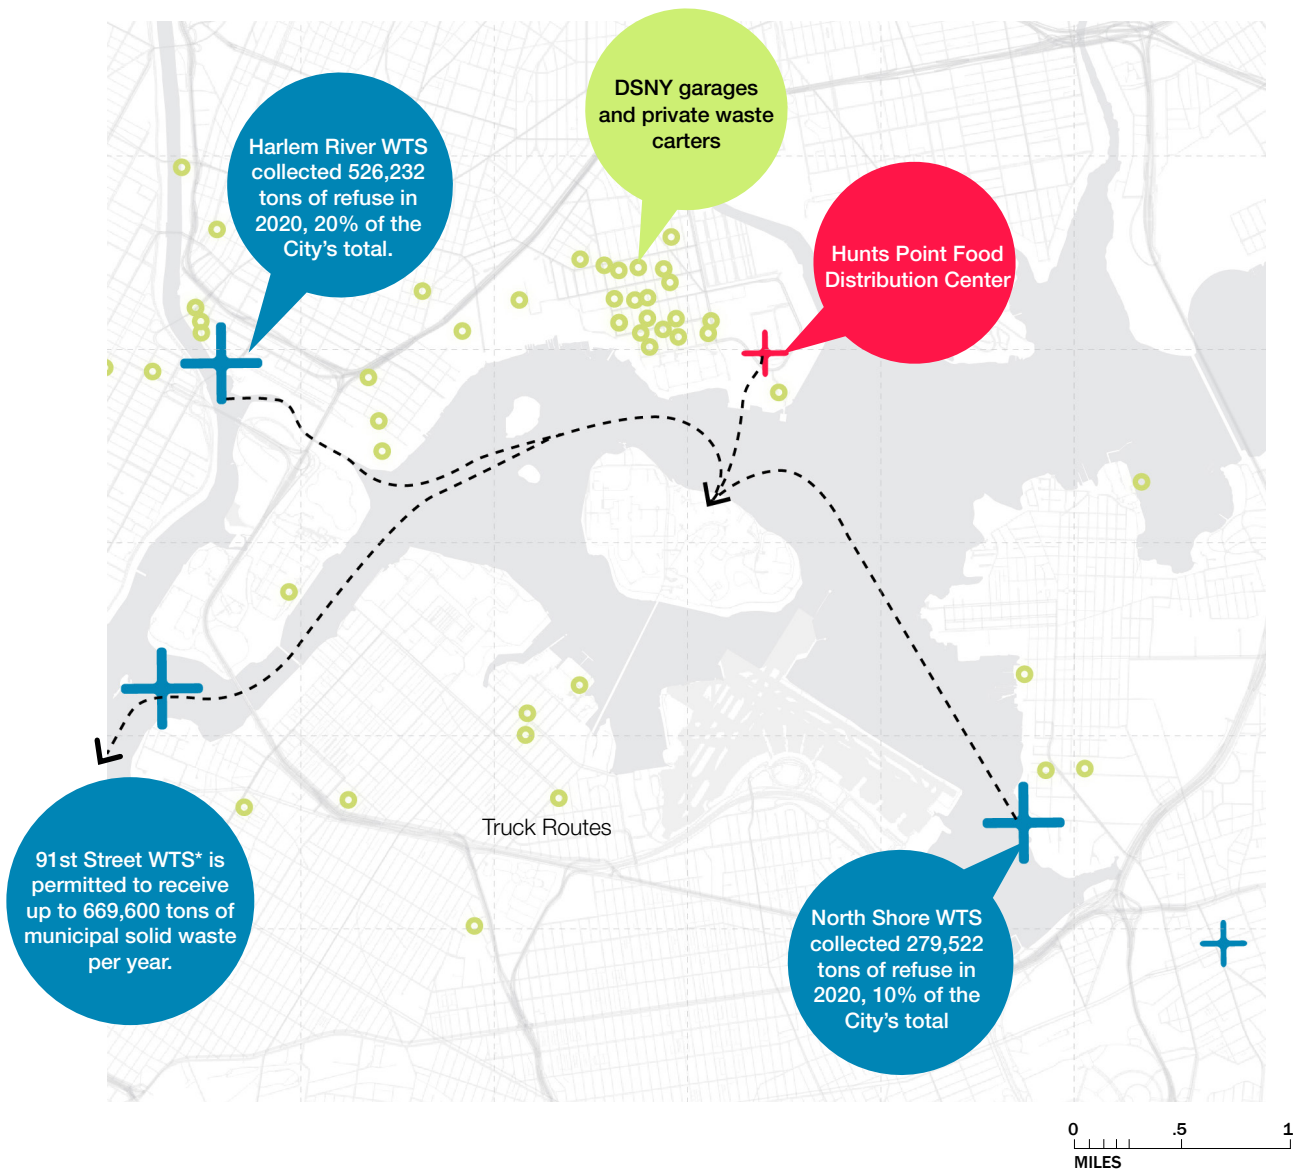 DSNY garages
and private waste
carters
Harlem River WTS
collected 526,232
tons of refuse in
2020, 20% of the
City's total.
Hunts Point Food
Distribution Center
Truck Routes
91st Street WTS* is
permitted to receive
up to 669,600 tons of
municipal solid waste
per year.
North Shore WTS
collected 279,522
tons of refuse in
2020, 10% of the
City's total
0 .5 1
MILES